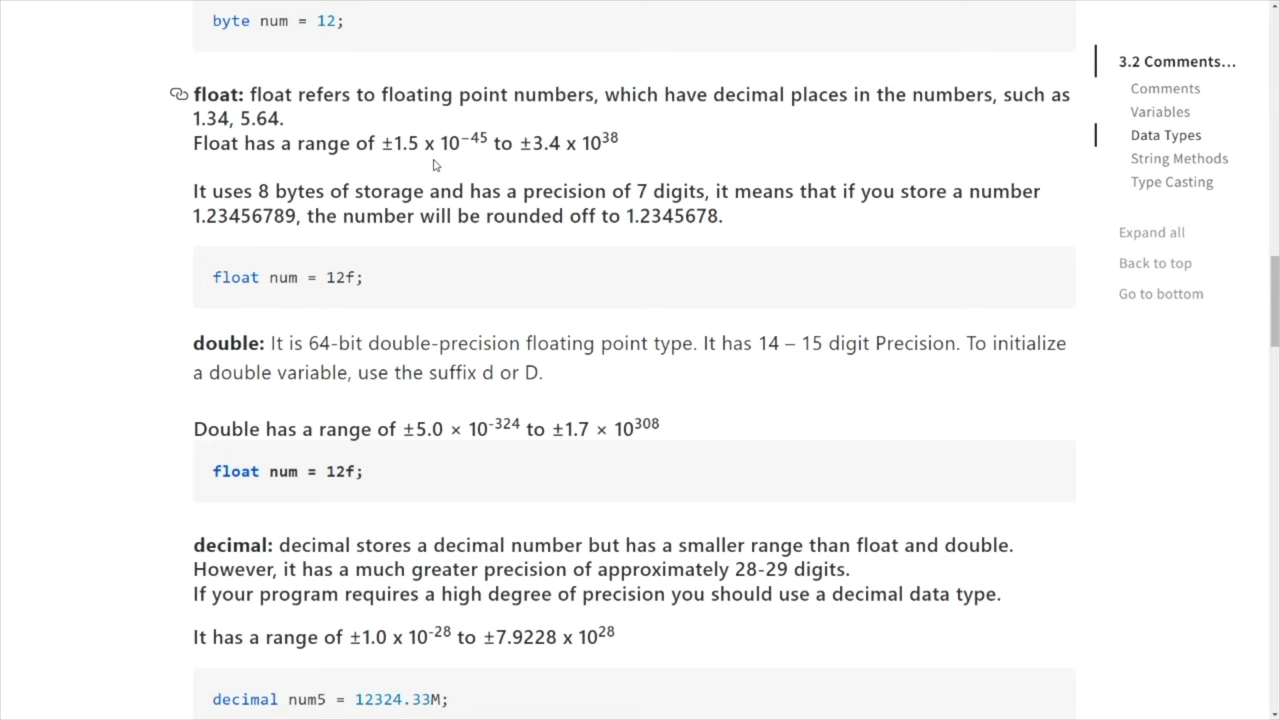 byte num = 12;
float: float refers to floating point numbers, which have decimal places in the numbers, such as
1.34, 5.64.
Float has a range of ±1.5 x 10⁻⁴⁵ to ±3.4 x 10³⁸
It uses 8 bytes of storage and has a precision of 7 digits, it means that if you store a number
1.23456789, the number will be rounded off to 1.2345678.
float num = 12f;
double: It is 64-bit double-precision floating point type. It has 14 – 15 digit Precision. To initialize
a double variable, use the suffix d or D.
Double has a range of ±5.0 × 10⁻³²⁴ to ±1.7 × 10³⁰⁸
float num = 12f;
decimal: decimal stores a decimal number but has a smaller range than float and double.
However, it has a much greater precision of approximately 28-29 digits.
If your program requires a high degree of precision you should use a decimal data type.
It has a range of ±1.0 x 10⁻²⁸ to ±7.9228 x 10²⁸
decimal num5 = 12324.33M;
3.2 Comments...
Comments
Variables
Data Types
String Methods
Type Casting
Expand all
Back to top
Go to bottom